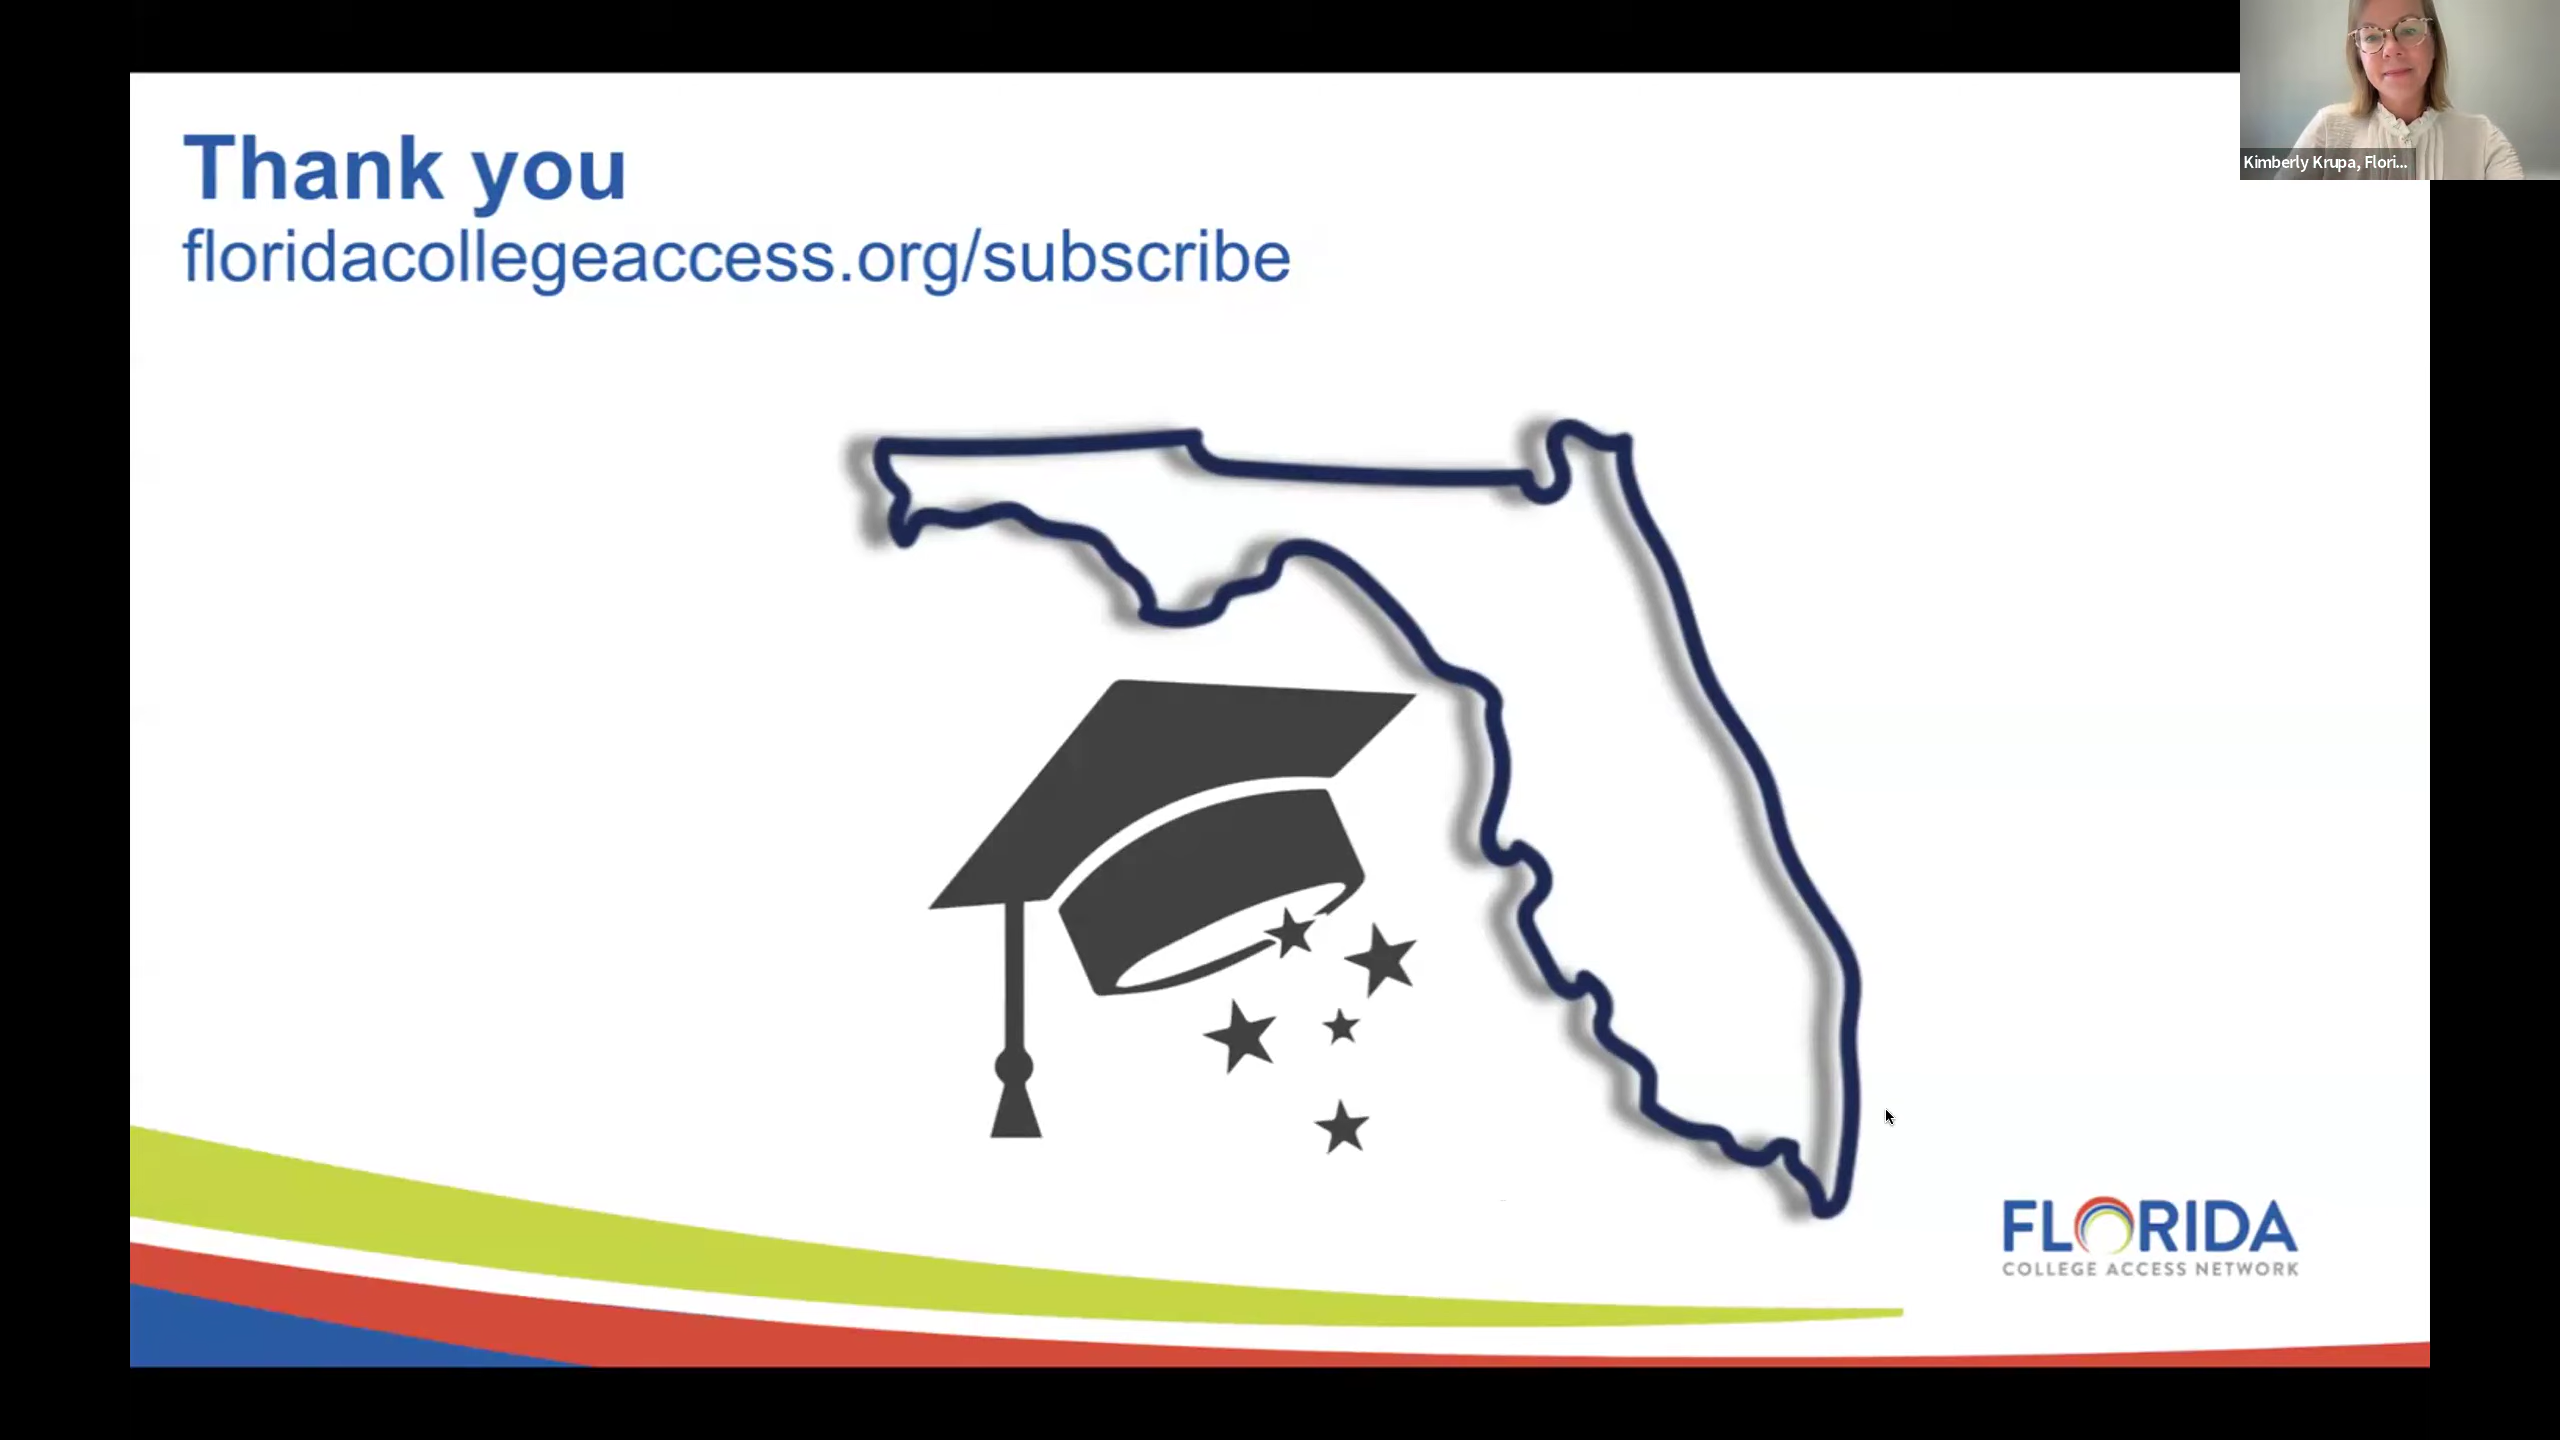 Thank you
floridacollegeaccess.org/subscribe
Kimberly Krupa, Flori...
FLORIDA
COLLEGE ACCESS NETWORK